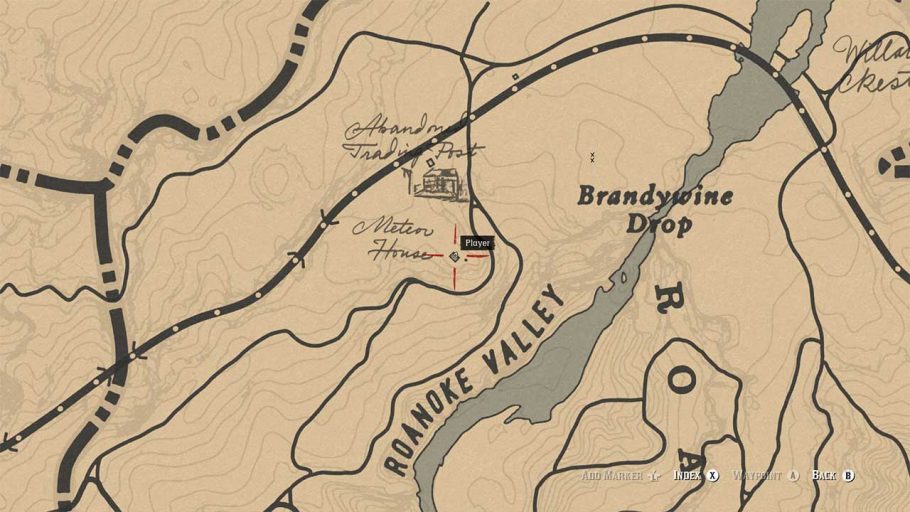 Abandoned
Trading Post
Meteor
House
Player
Brandywine
Drop
ROANOKE VALLEY
R
O
A
ADD MARKER
INDEX X
WAYPOINT A
BACK B